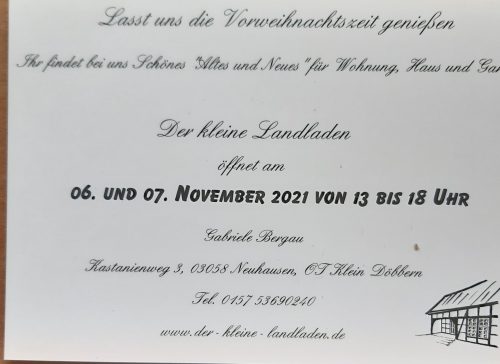 Lasst uns die Vorweihnachtszeit genießen
Ihr findet bei uns Schönes "Altes und Neues" für Wohnung, Haus und Gar
Der kleine Landladen
öffnet am
06. und 07. November 2021 von 13 bis 18 Uhr
Gabriele Bergau
Kastanienweg 3, 03058 Neuhausen, OT Klein Döbbern
Tel. 0157 53690240
www.der-kleine-landladen.de